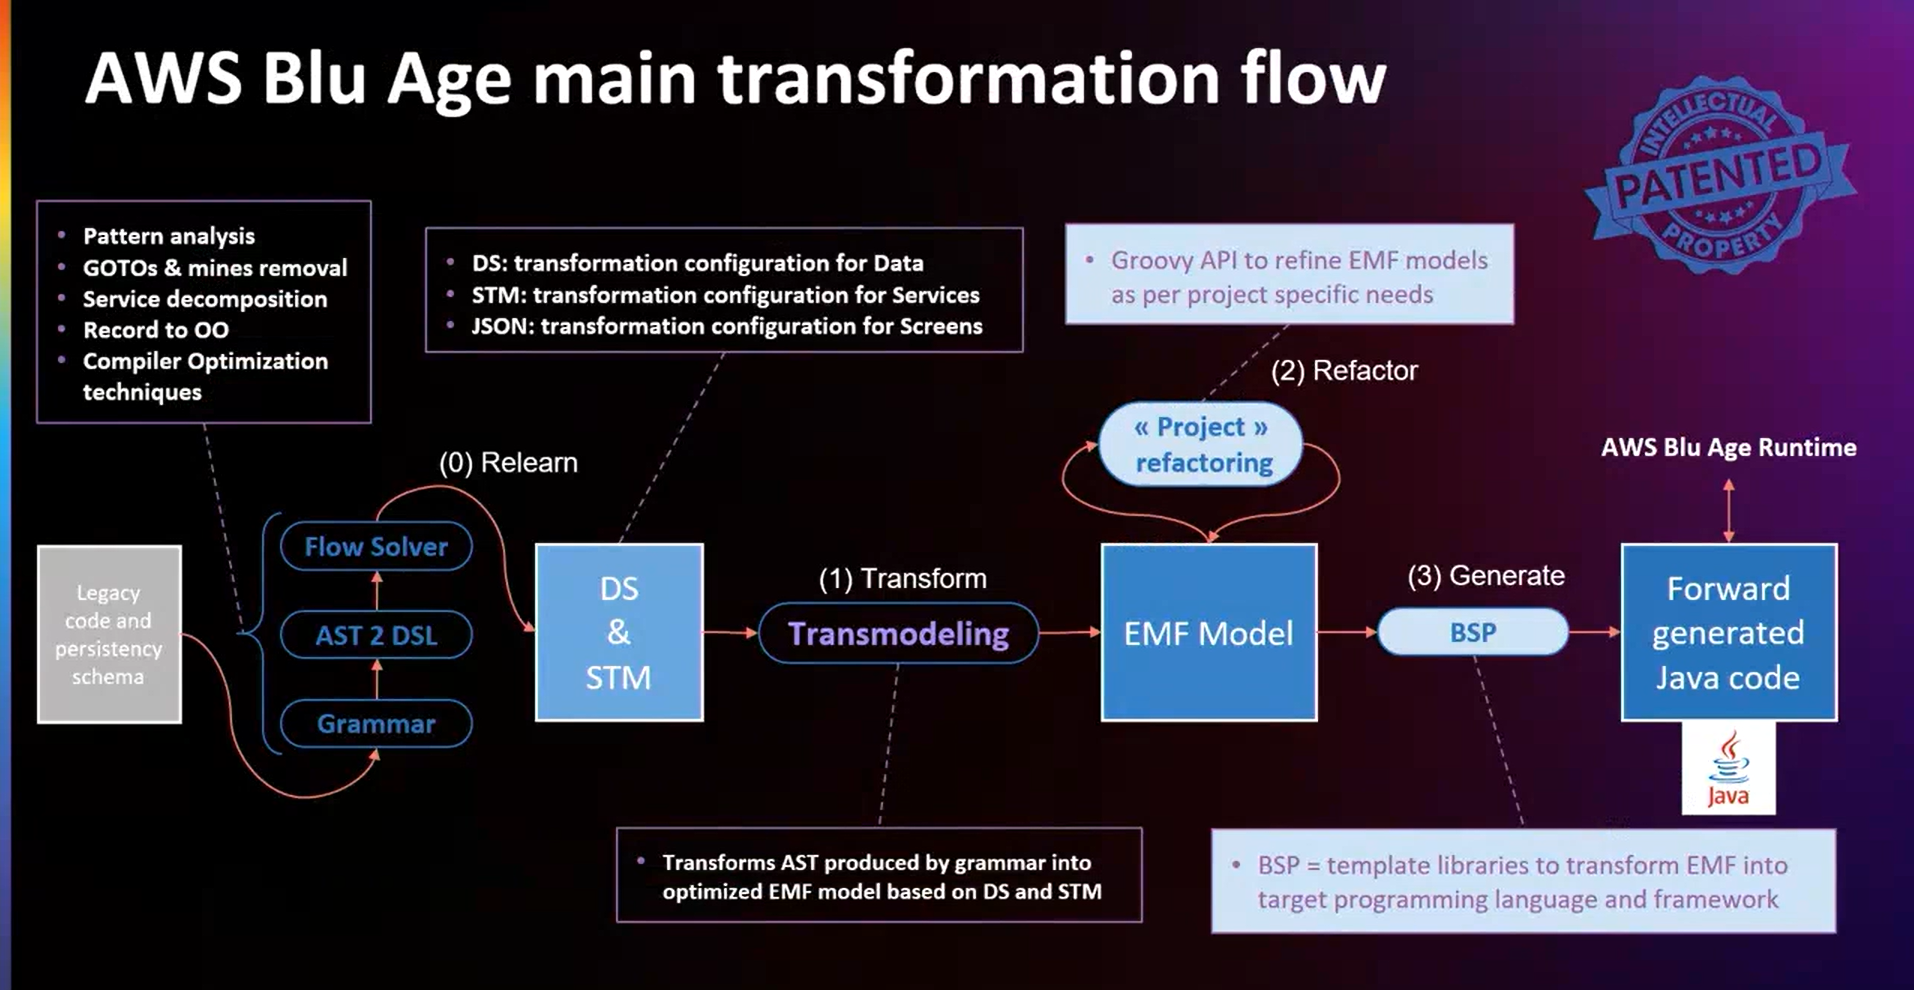 AWS Blu Age main transformation flow
INTELLECTUAL
PATENTED
PROPERTY
• Pattern analysis
• GOTOs & mines removal
• Service decomposition
• Record to OO
• Compiler Optimization
techniques
• DS: transformation configuration for Data
• STM: transformation configuration for Services
• JSON: transformation configuration for Screens
• Groovy API to refine EMF models
as per project specific needs
(2) Refactor
« Project »
refactoring
AWS Blu Age Runtime
(0) Relearn
Legacy
code and
persistency
schema
Flow Solver
AST 2 DSL
Grammar
DS
&
STM
(1) Transform
Transmodeling
EMF Model
(3) Generate
BSP
Forward
generated
Java code
Java
• Transforms AST produced by grammar into
optimized EMF model based on DS and STM
• BSP = template libraries to transform EMF into
target programming language and framework